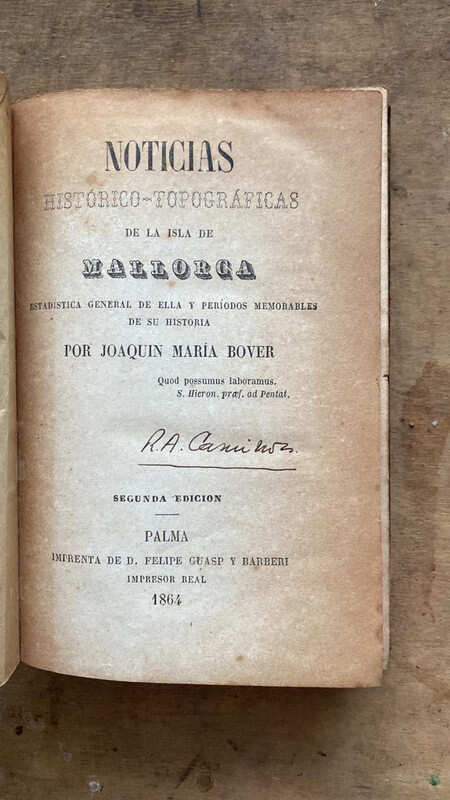 NOTICIAS
HISTÓRICO-TOPOGRÁFICAS
DE LA ISLA DE
MALLORCA
ESTADISTICA GENERAL DE ELLA Y PERÍODOS MEMORABLES
DE SU HISTORIA
POR JOAQUIN MARÍA BOVER
Quod possumus laboramus.
S. Hieron. præf. ad Pentat.
R.A.
SEGUNDA EDICION
PALMA
IMPRENTA DE D. FELIPE GUASP Y BARBERI
IMPRESOR REAL
1864